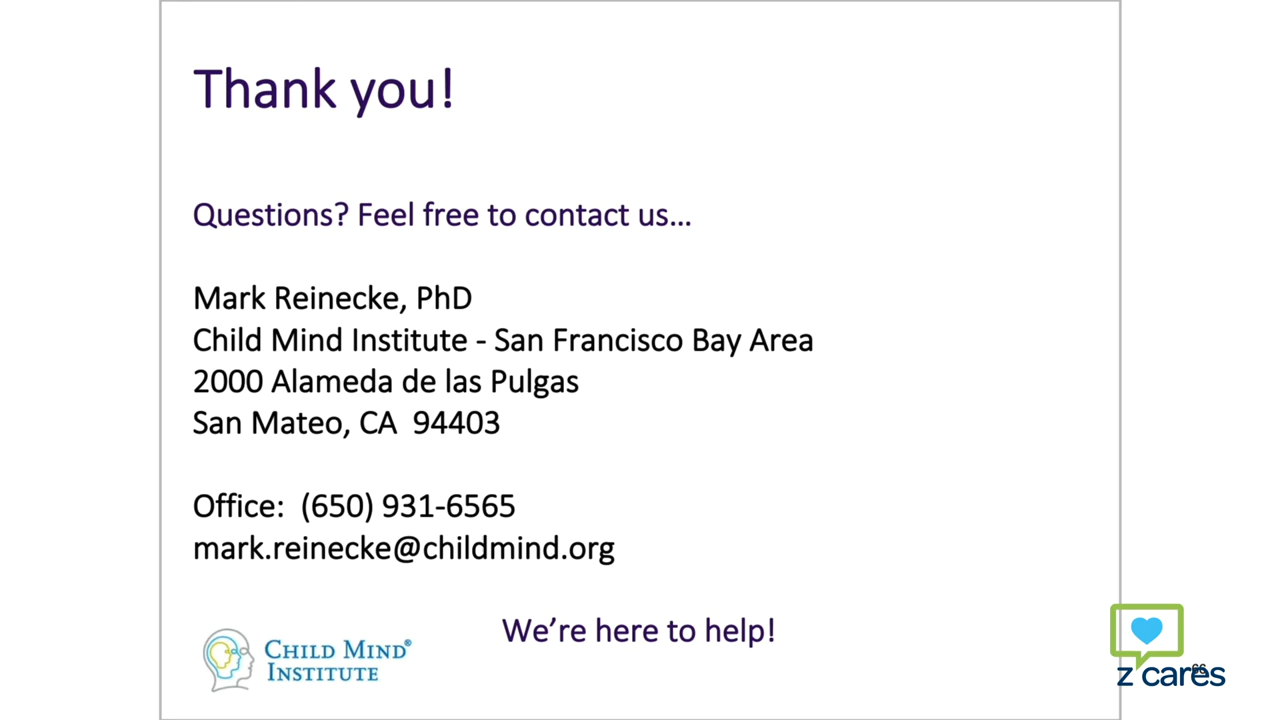 Thank you!
Questions? Feel free to contact us...
Mark Reinecke, PhD
Child Mind Institute - San Francisco Bay Area
2000 Alameda de las Pulgas
San Mateo, CA 94403
Office: (650) 931-6565
mark.reinecke@childmind.org
We're here to help!
CHILD MIND®
INSTITUTE
66
z cares